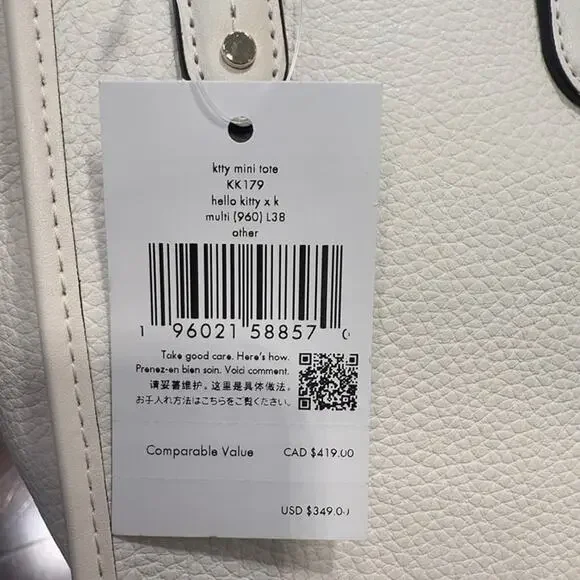 ktty mini tote
KK179
hello kitty x k
multi (960) L38
other
1 96021 58857 0
Take good care. Here's how.
Prenez-en bien soin. Voici comment.
请妥善维护。这里是具体做法。
お手入れ方法はこちらをご覧ください。
Comparable Value CAD $419.00
USD $349.00